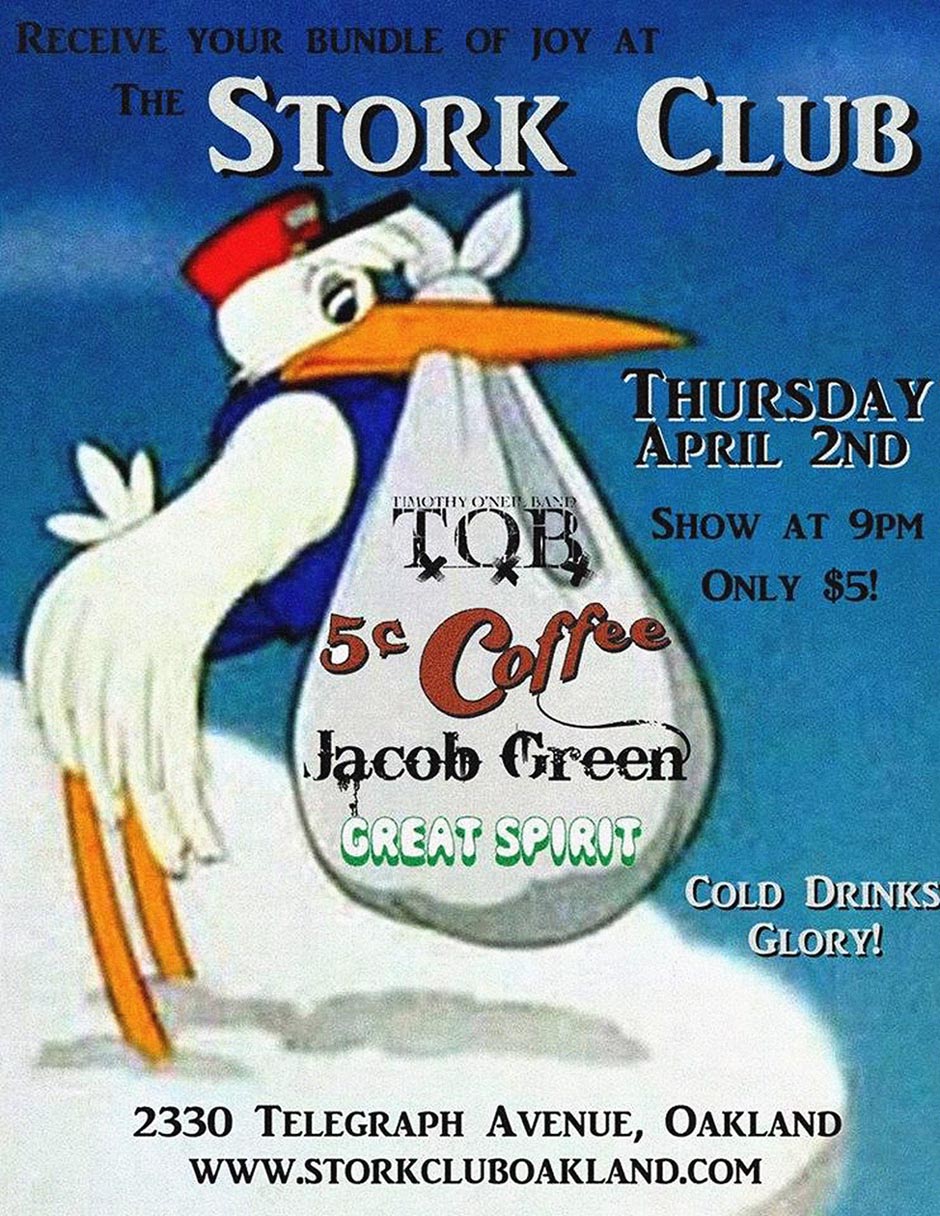 Receive your bundle of joy at
The Stork Club
Thursday
April 2nd
Show at 9pm
Only $5!
TIMOTHY O'NEIL BAND
TOB
5¢ Coffee
Jacob Green
GREAT SPIRIT
Cold Drinks
Glory!
2330 Telegraph Avenue, Oakland
www.storkcluboakland.com